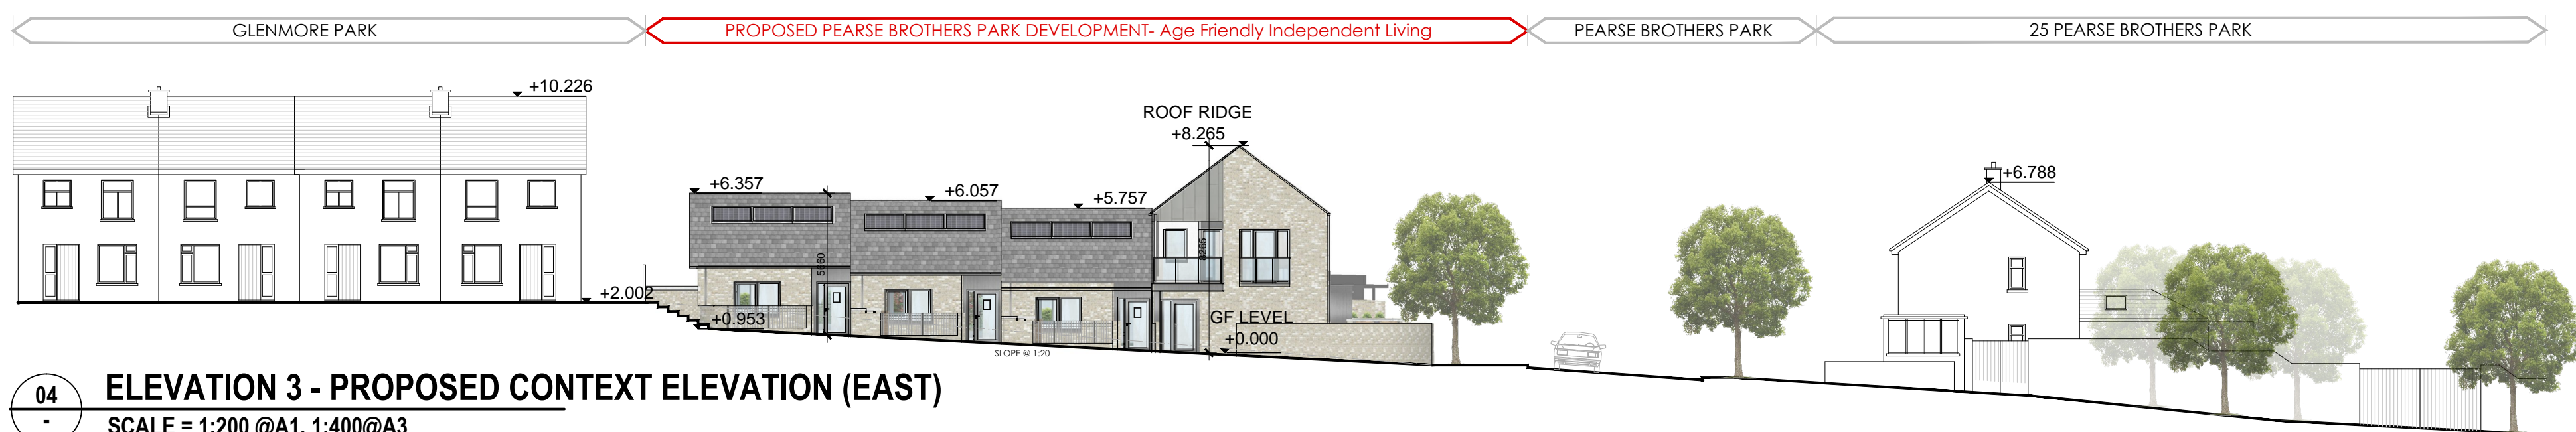 GLENMORE PARK
PROPOSED PEARSE BROTHERS PARK DEVELOPMENT- Age Friendly Independent Living
PEARSE BROTHERS PARK
25 PEARSE BROTHERS PARK
+10.226
ROOF RIDGE
+8.265
+6.357
+6.057
+5.757
+6.788
5660
8265
+2.002
+0.953
GF LEVEL
+0.000
SLOPE @ 1:20
04
-
ELEVATION 3 - PROPOSED CONTEXT ELEVATION (EAST)
SCALE = 1:200 @A1, 1:400@A3